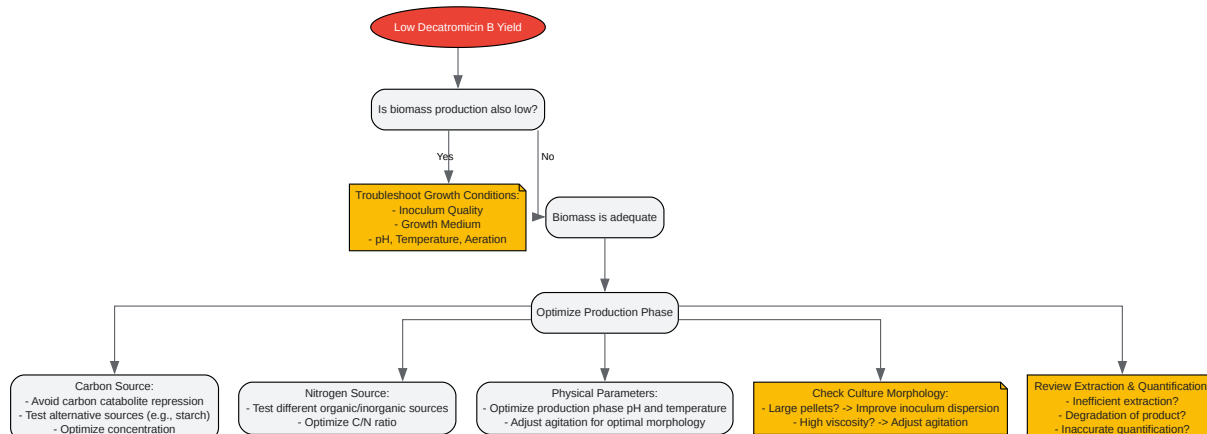 Low Decatromicin B Yield
Is biomass production also low?
Yes
No
Troubleshoot Growth Conditions:
- Inoculum Quality
- Growth Medium
- pH, Temperature, Aeration
Biomass is adequate
Optimize Production Phase
Carbon Source:
- Avoid carbon catabolite repression
- Test alternative sources (e.g., starch)
- Optimize concentration
Nitrogen Source:
- Test different organic/inorganic sources
- Optimize C/N ratio
Physical Parameters:
- Optimize production phase pH and temperature
- Adjust agitation for optimal morphology
Check Culture Morphology:
- Large pellets? -> Improve inoculum dispersion
- High viscosity? -> Adjust agitation
Review Extraction & Quantification
- Inefficient extraction?
- Degradation of product?
- Inaccurate quantification?